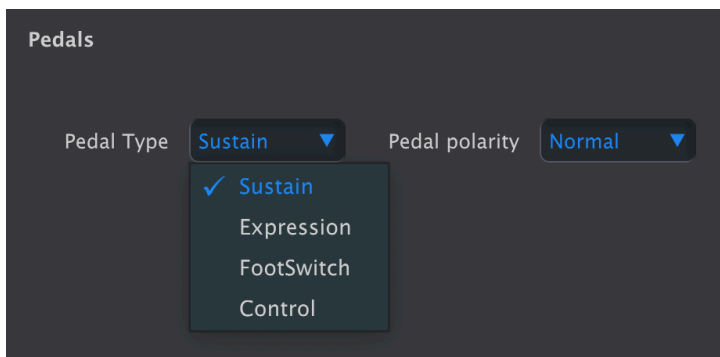 Pedals
Pedal Type Sustain Pedal polarity Normal
Sustain
Expression
FootSwitch
Control